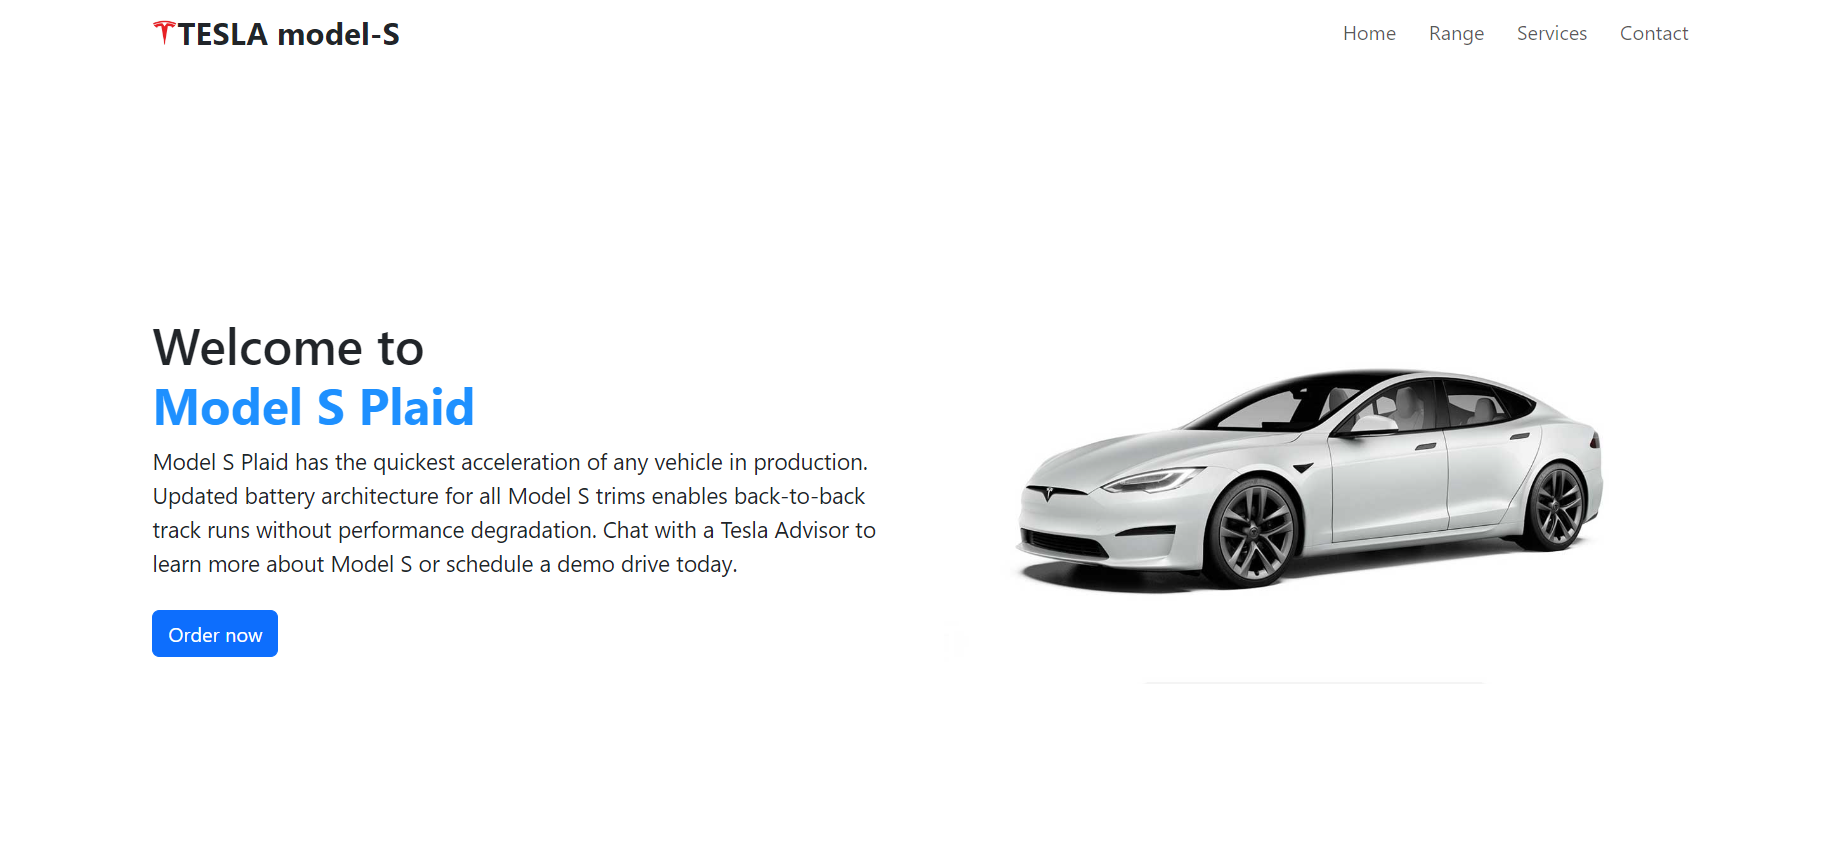 TESLA model-S
Home Range Services Contact
Welcome to
Model S Plaid
Model S Plaid has the quickest acceleration of any vehicle in production.
Updated battery architecture for all Model S trims enables back-to-back
track runs without performance degradation. Chat with a Tesla Advisor to
learn more about Model S or schedule a demo drive today.
Order now